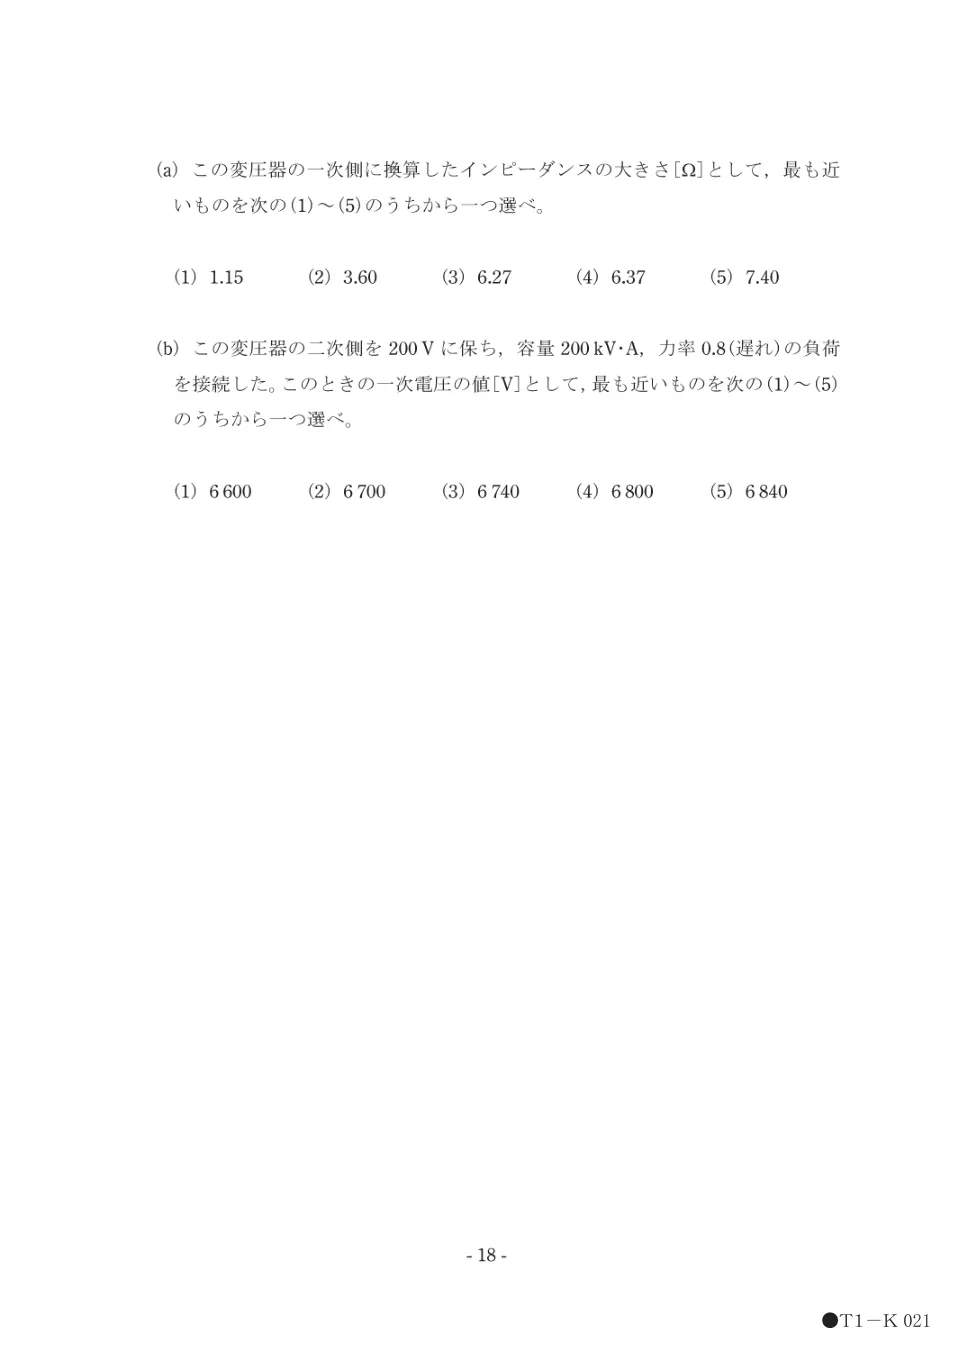 (a) この変圧器の一次側に換算したインピーダンスの大きさ[Ω]として，最も近
いものを次の(1)～(5)のうちから一つ選べ。
(1) 1.15 (2) 3.60 (3) 6.27 (4) 6.37 (5) 7.40
(b) この変圧器の二次側を 200 V に保ち，容量 200 kV･A，力率 0.8(遅れ)の負荷
を接続した。このときの一次電圧の値[V]として，最も近いものを次の(1)～(5)
のうちから一つ選べ。
(1) 6 600 (2) 6 700 (3) 6 740 (4) 6 800 (5) 6 840
- 18 -
●T1－K 021